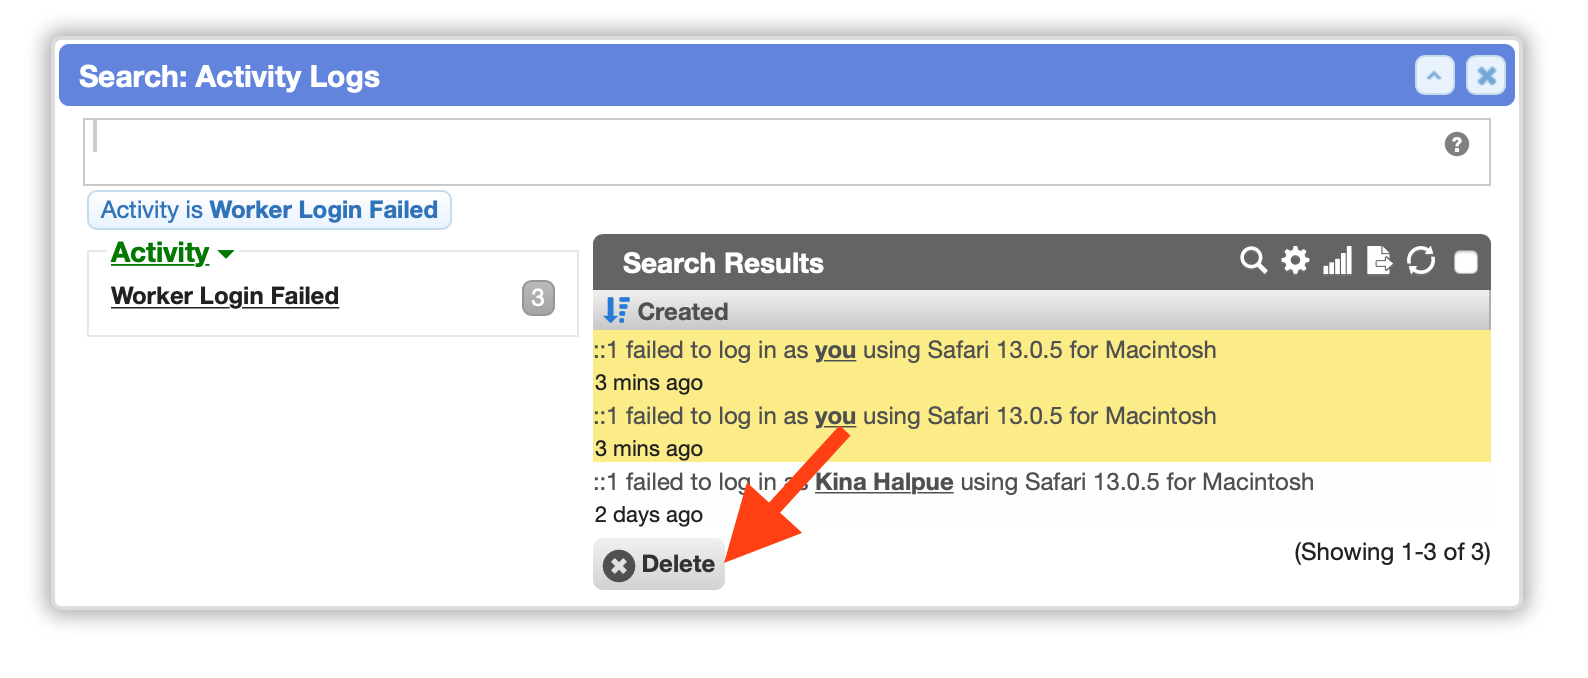 Search: Activity Logs
?
Activity is Worker Login Failed
Activity
Worker Login Failed
3
Search Results
Created
::1 failed to log in as you using Safari 13.0.5 for Macintosh
3 mins ago
::1 failed to log in as you using Safari 13.0.5 for Macintosh
3 mins ago
::1 failed to log in as Kina Halpue using Safari 13.0.5 for Macintosh
2 days ago
Delete
(Showing 1-3 of 3)